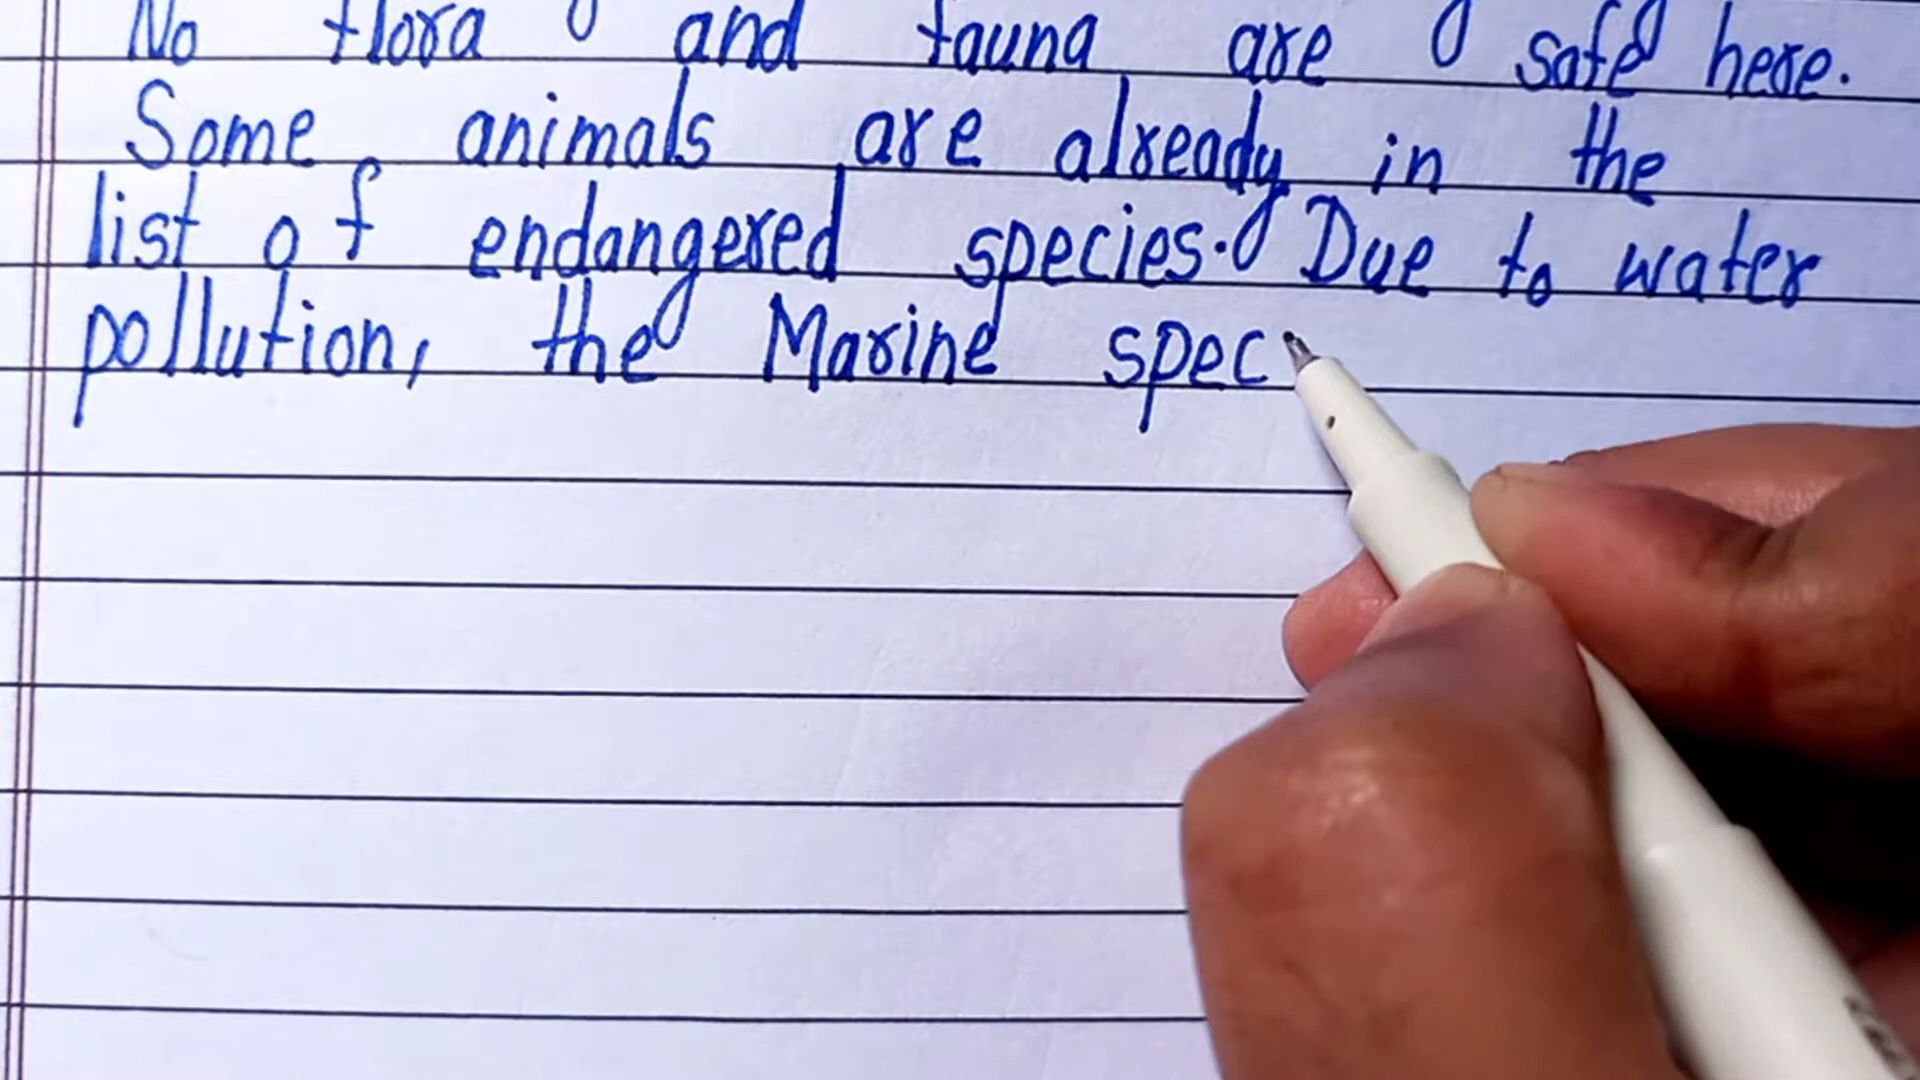 No flora and fauna are safe here.
Some animals are already in the
list of endangered species. Due to water
pollution, the Marine spec